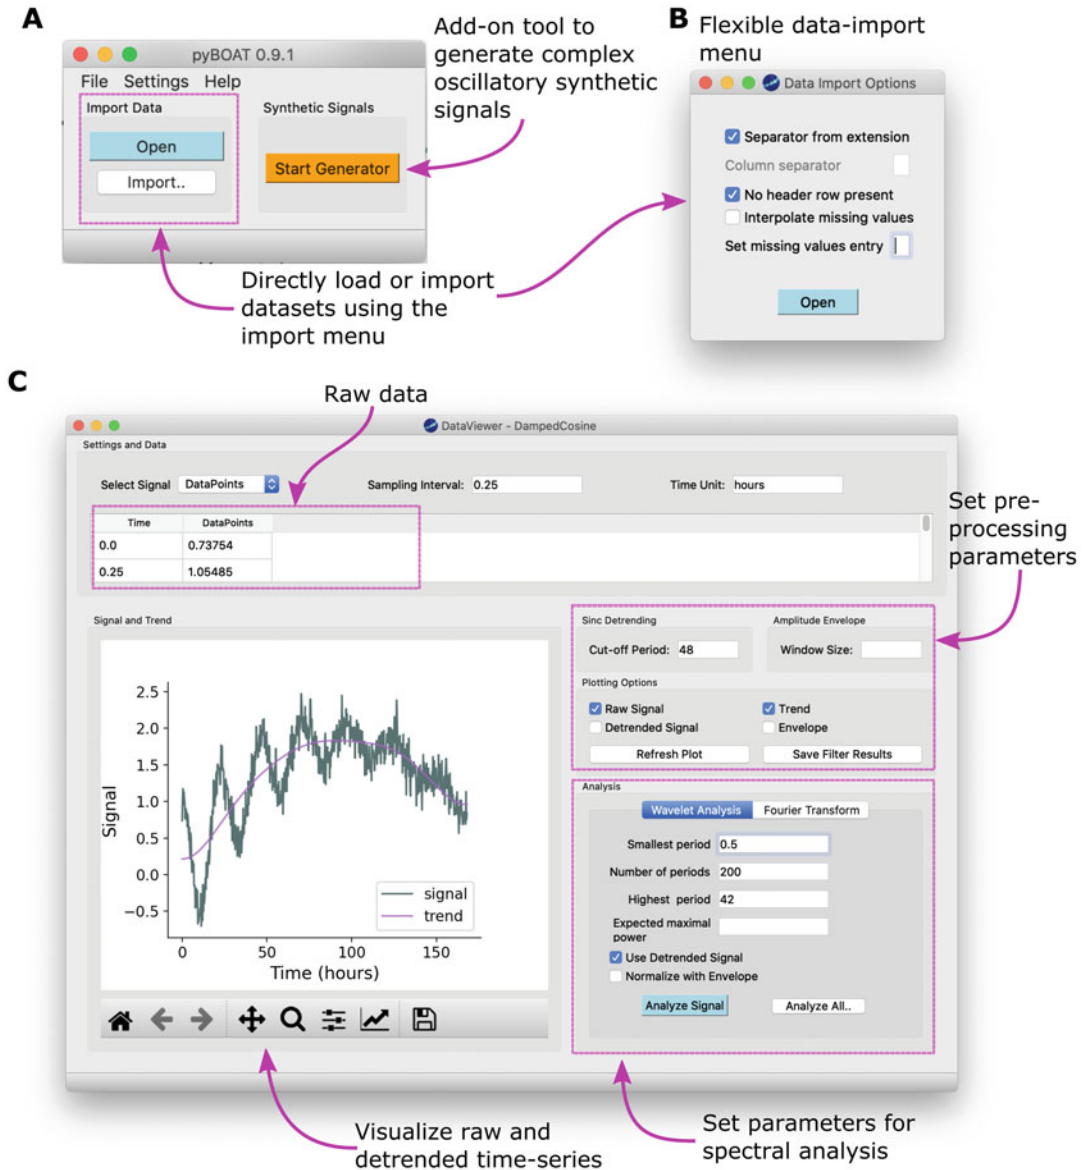 A
pyBOAT 0.9.1
File Settings Help
Import Data
Open
Import..
Synthetic Signals
Start Generator
Add-on tool to
generate complex
oscillatory synthetic
signals
Directly load or import
datasets using the
import menu
B
Flexible data-import
menu
Data Import Options
Separator from extension
Column separator
No header row present
Interpolate missing values
Set missing values entry
Open
C
Raw data
DataViewer - DampedCosine
Settings and Data
Select Signal DataPoints
Sampling Interval: 0.25
Time Unit: hours
Time DataPoints
0.0 0.73754
0.25 1.05485
Set pre-
processing
parameters
Signal and Trend
2.5
2.0
1.5
1.0
0.5
0.0
−0.5
Signal
signal
trend
0 50 100 150
Time (hours)
Sinc Detrending
Cut-off Period: 48
Amplitude Envelope
Window Size:
Plotting Options
Raw Signal
Trend
Detrended Signal
Envelope
Refresh Plot
Save Filter Results
Analysis
Wavelet Analysis Fourier Transform
Smallest period 0.5
Number of periods 200
Highest period 42
Expected maximal
power
Use Detrended Signal
Normalize with Envelope
Analyze Signal
Analyze All..
Visualize raw and
detrended time-series
Set parameters for
spectral analysis